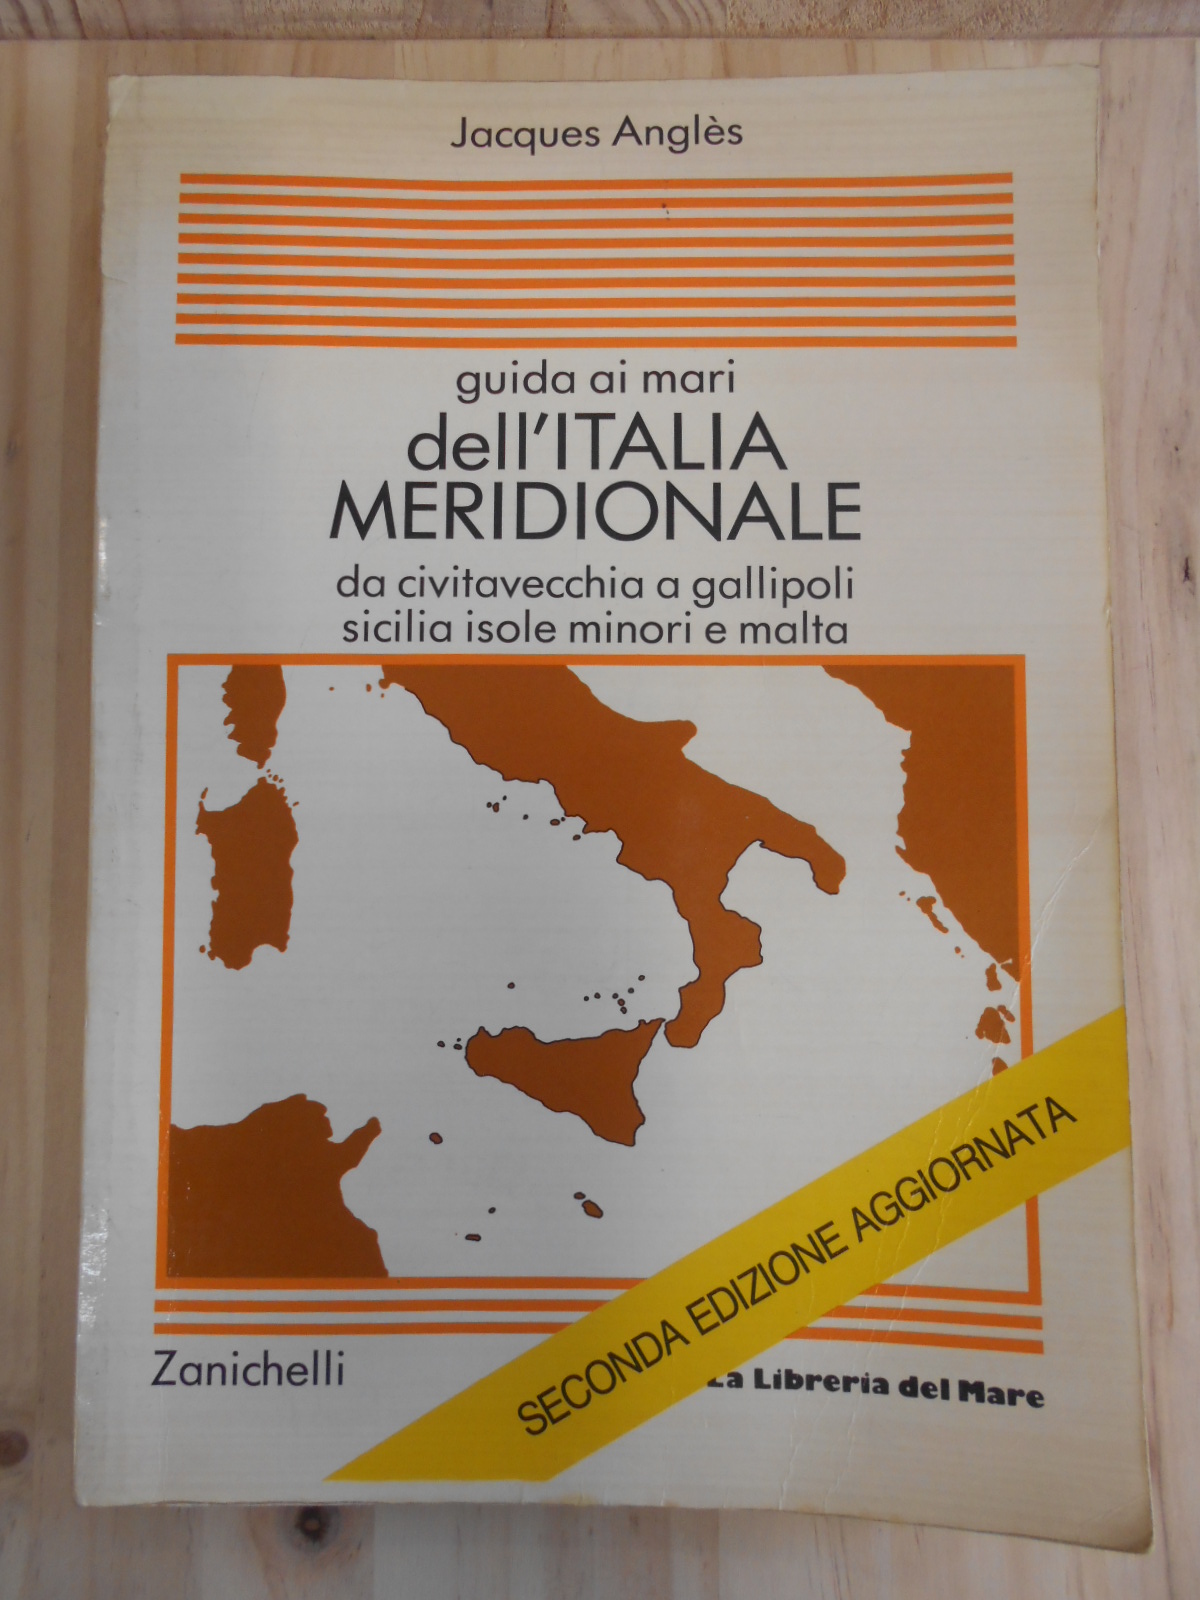 Jacques Anglès
guida ai mari
dell'ITALIA
MERIDIONALE
da civitavecchia a gallipoli
sicilia isole minori e malta
SECONDA EDIZIONE AGGIORNATA
Zanichelli
La Libreria del Mare